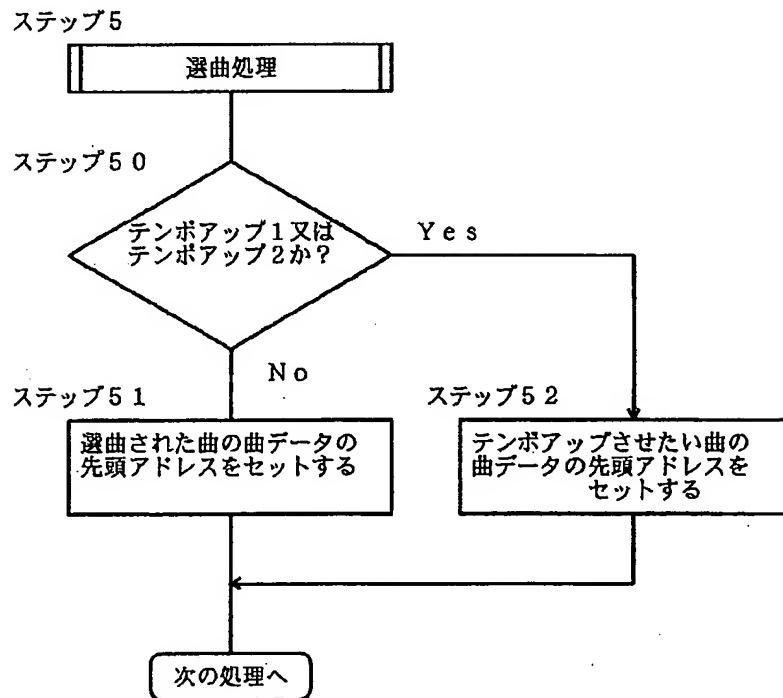 ステップ5
選曲処理
ステップ50
テンポアップ1又は
テンポアップ2か？
Yes
No
ステップ51
選曲された曲の曲データの
先頭アドレスをセットする
ステップ52
テンポアップさせたい曲の
曲データの先頭アドレスを
セットする
次の処理へ